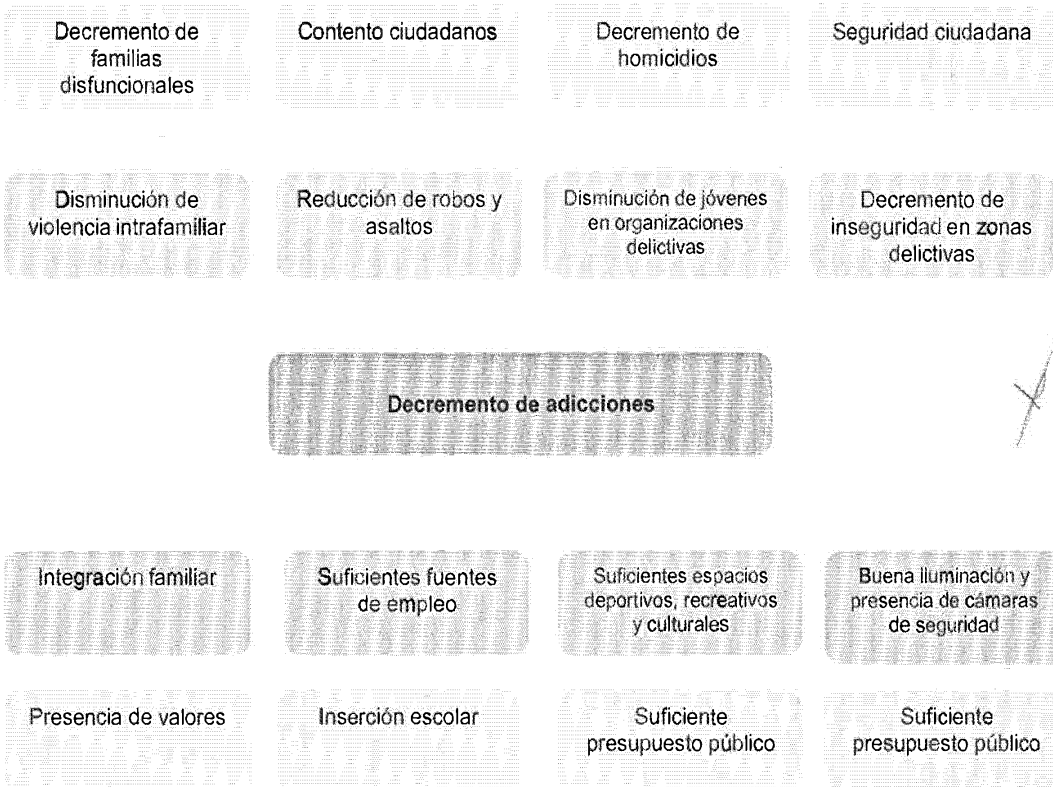 Decremento de
familias
disfuncionales
Contento ciudadanos
Decremento de
homicidios
Seguridad ciudadana
Disminución de
violencia intrafamiliar
Reducción de robos y
asaltos
Disminución de jóvenes
en organizaciones
delictivas
Decremento de
inseguridad en zonas
delictivas
Decremento de adicciones
Integración familiar
Suficientes fuentes
de empleo
Suficientes espacios
deportivos, recreativos
y culturales
Buena iluminación y
presencia de cámaras
de seguridad
Presencia de valores
Inserción escolar
Suficiente
presupuesto público
Suficiente
presupuesto público